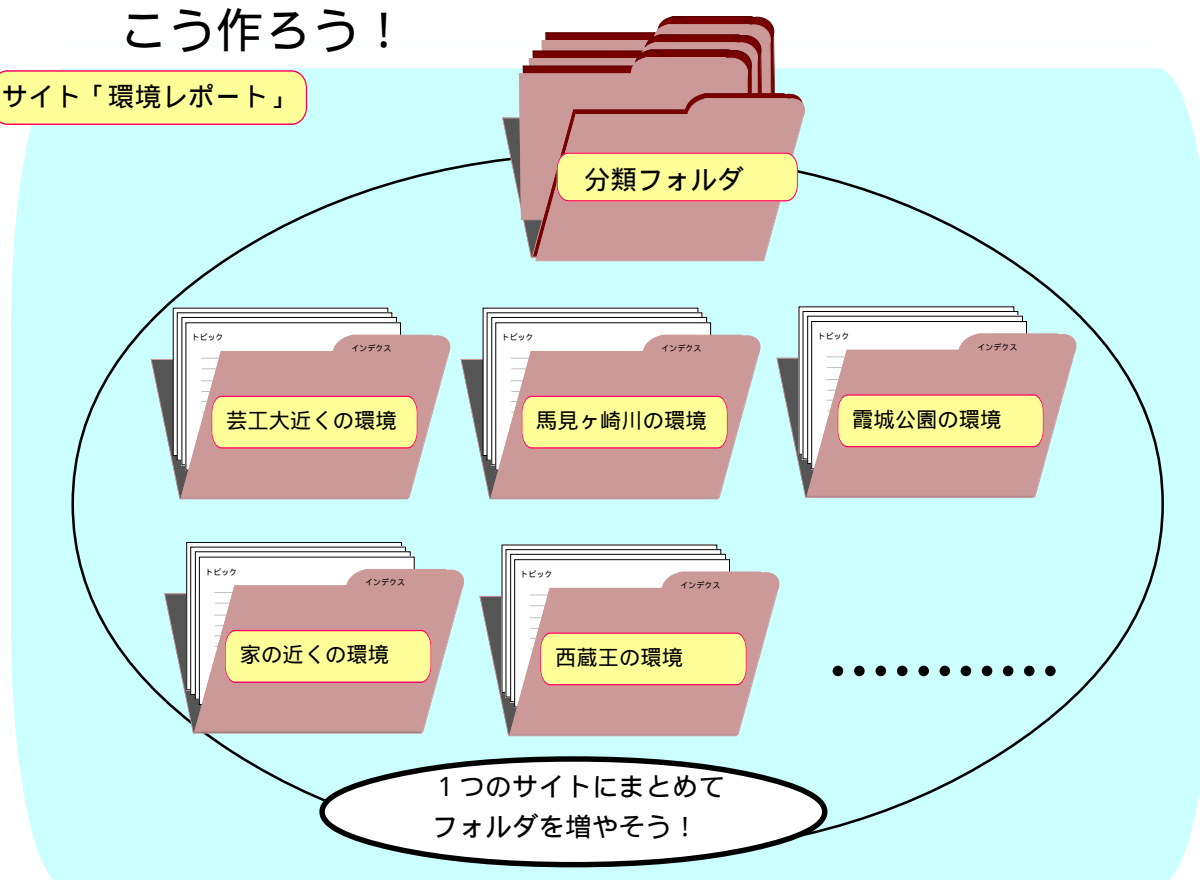 こう作ろう！
サイト「環境レポート」
分類フォルダ
トピック
インデクス
芸工大近くの環境
トピック
インデクス
馬見ヶ崎川の環境
トピック
インデクス
霞城公園の環境
トピック
インデクス
家の近くの環境
トピック
インデクス
西蔵王の環境
１つのサイトにまとめて
フォルダを増やそう！